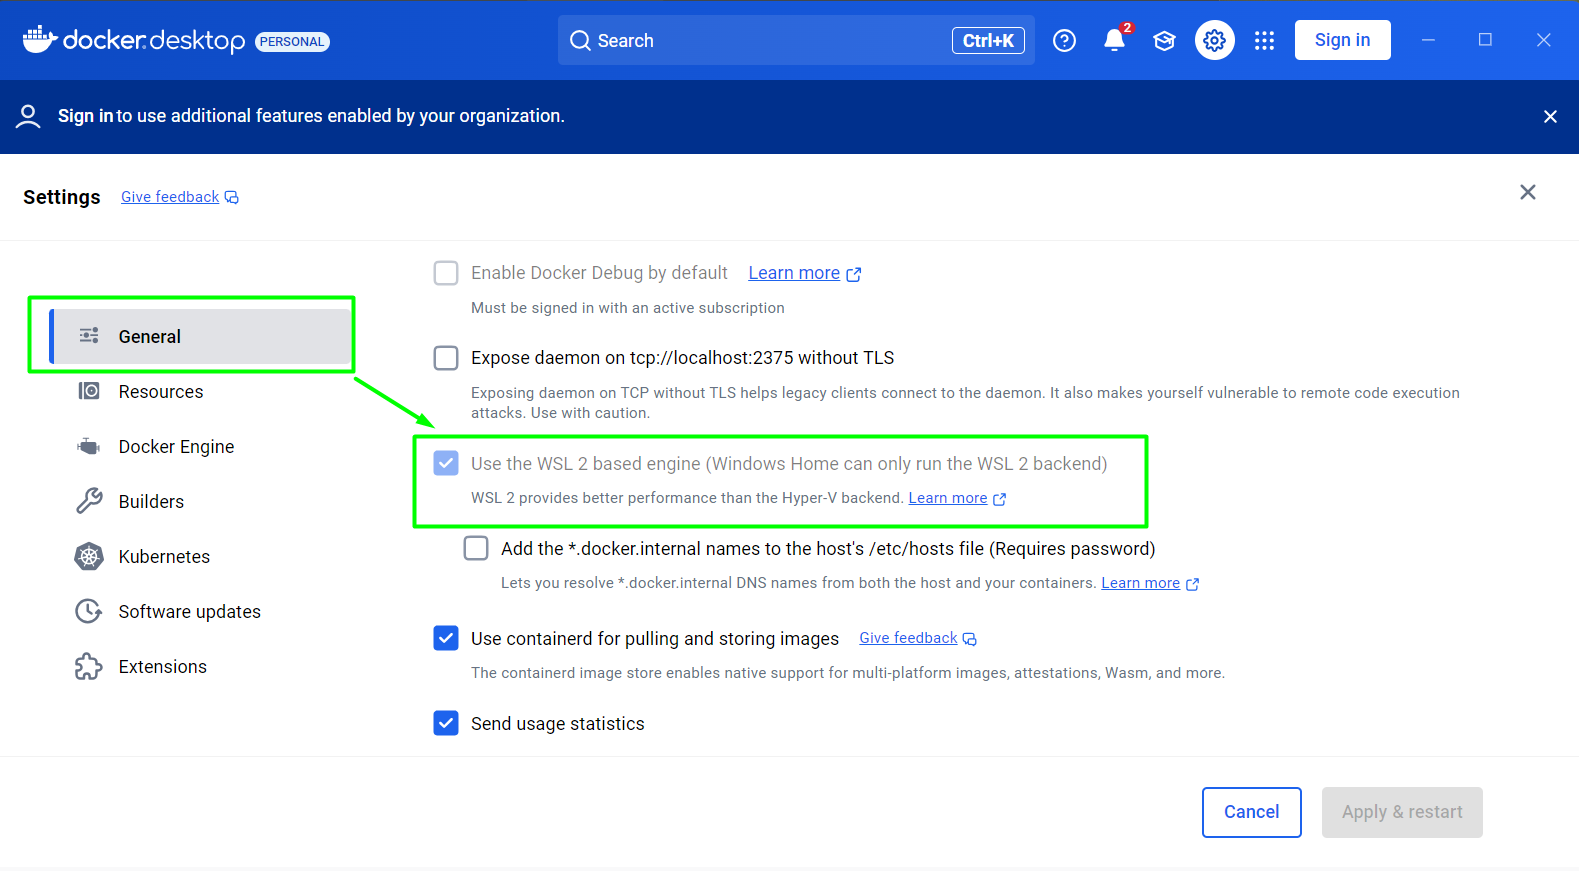 docker.desktop PERSONAL Search Ctrl+K 2 Sign in
Sign in to use additional features enabled by your organization.
Settings Give feedback
Enable Docker Debug by default Learn more
Must be signed in with an active subscription
General
Expose daemon on tcp://localhost:2375 without TLS
Resources
Exposing daemon on TCP without TLS helps legacy clients connect to the daemon. It also makes yourself vulnerable to remote code execution
attacks. Use with caution.
Docker Engine
Use the WSL 2 based engine (Windows Home can only run the WSL 2 backend)
WSL 2 provides better performance than the Hyper-V backend. Learn more
Builders
Add the *.docker.internal names to the host's /etc/hosts file (Requires password)
Kubernetes
Lets you resolve *.docker.internal DNS names from both the host and your containers. Learn more
Software updates
Use containerd for pulling and storing images Give feedback
Extensions
The containerd image store enables native support for multi-platform images, attestations, Wasm, and more.
Send usage statistics
Cancel Apply & restart